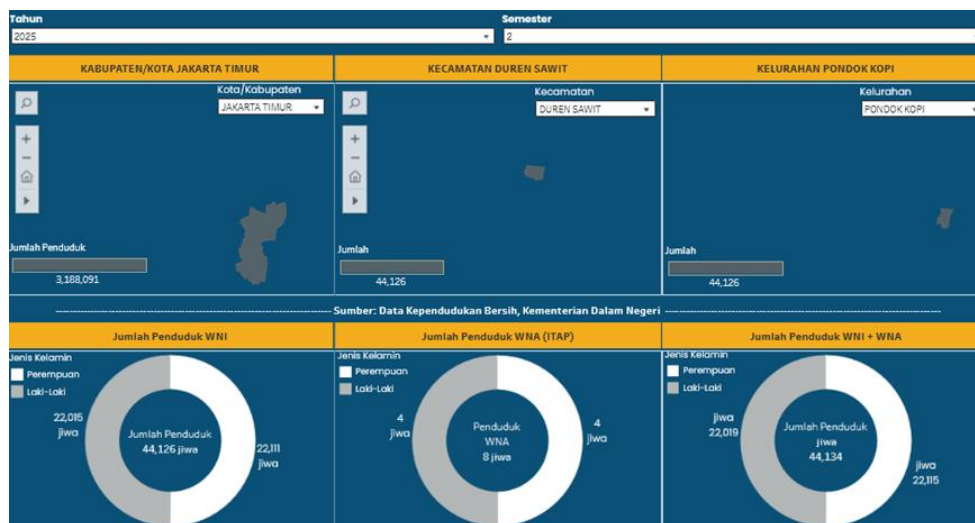 Tahun
Semester
2025
2
KABUPATEN/KOTA JAKARTA TIMUR
KECAMATAN DUREN SAWIT
KELURAHAN PONDOK KOPI
Kota/Kabupaten
JAKARTA TIMUR
Kecamatan
DUREN SAWIT
Kelurahan
PONDOK KOPI
Jumlah Penduduk
3,188,091
Jumlah
44,126
Jumlah
44,126
Sumber: Data Kependudukan Bersih, Kementerian Dalam Negeri
Jumlah Penduduk WNI
Jumlah Penduduk WNA (ITAP)
Jumlah Penduduk WNI + WNA
Jenis Kelamin
Perempuan
Laki-Laki
22,015
jiwa
Jumlah Penduduk
44,126 jiwa
22,111
jiwa
Jenis Kelamin
Perempuan
Laki-Laki
4
jiwa
Penduduk
WNA
8 jiwa
4
jiwa
Jenis Kelamin
Perempuan
Laki-Laki
jiwa
22,019
Jumlah Penduduk
jiwa
44,134
jiwa
22,115